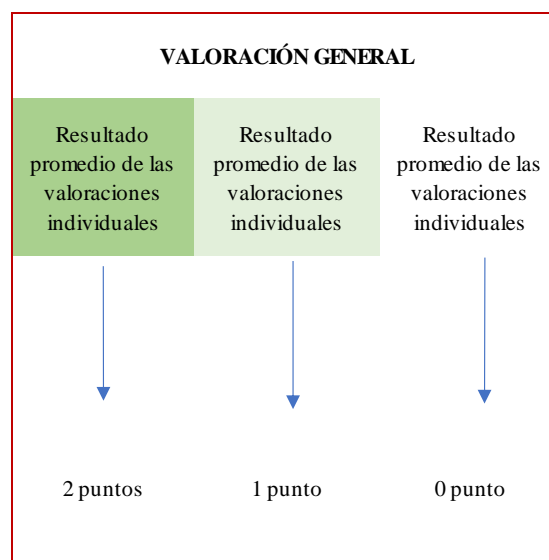 VALORACIÓN GENERAL
Resultado
promedio de las
valoraciones
individuales
Resultado
promedio de las
valoraciones
individuales
Resultado
promedio de las
valoraciones
individuales
2 puntos
1 punto
0 punto